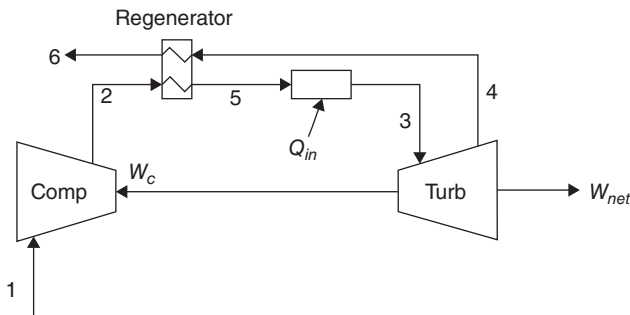 Regenerator
6
2
5
4
3
Q_in
Comp
W_c
Turb
W_net
1